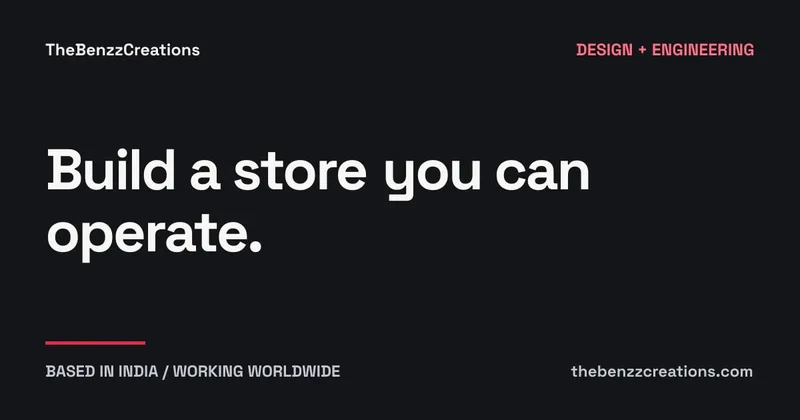 TheBenzzCreations
DESIGN + ENGINEERING
Build a store you can
operate.
BASED IN INDIA / WORKING WORLDWIDE
thebenzzcreations.com